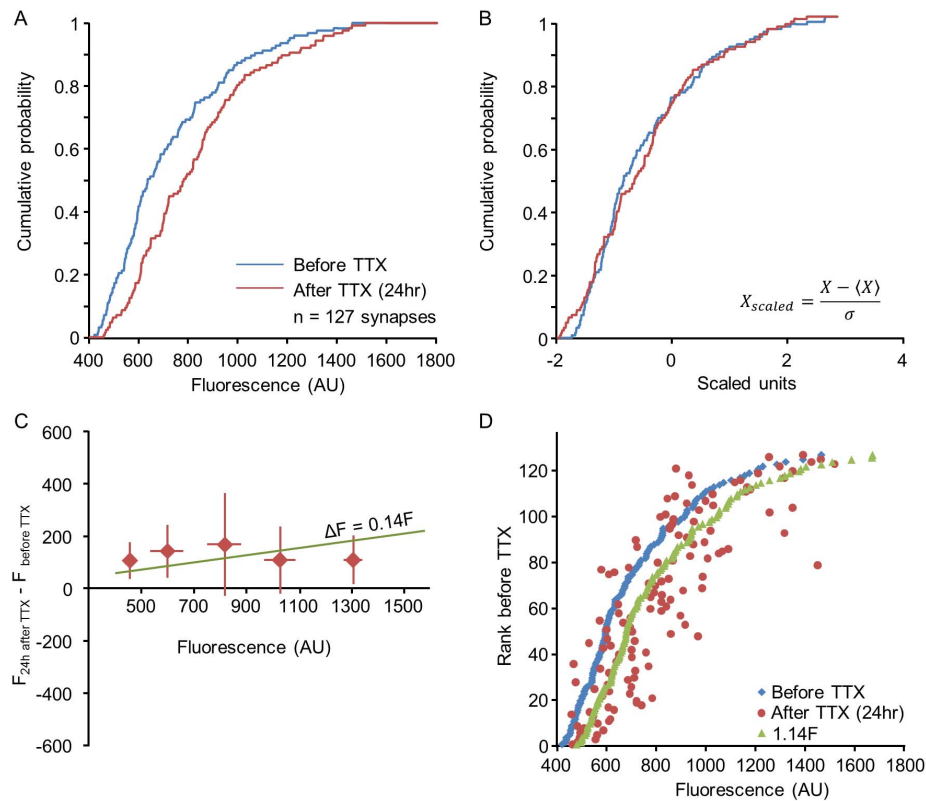 A
Cumulative probability
1
0.8
0.6
0.4
0.2
0
400 600 800 1000 1200 1400 1600 1800
Fluorescence (AU)
Before TTX
After TTX (24hr)
n = 127 synapses
B
Cumulative probability
1
0.8
0.6
0.4
0.2
0
-2 0 2 4
Scaled units
X_scaled = (X − ⟨X⟩) / σ
C
F24h after TTX - F before TTX
600
400
200
0
-200
-400
-600
500 700 900 1100 1300 1500
Fluorescence (AU)
ΔF = 0.14F
D
Rank before TTX
120
100
80
60
40
20
0
400 600 800 1000 1200 1400 1600 1800
Fluorescence (AU)
Before TTX
After TTX (24hr)
1.14F